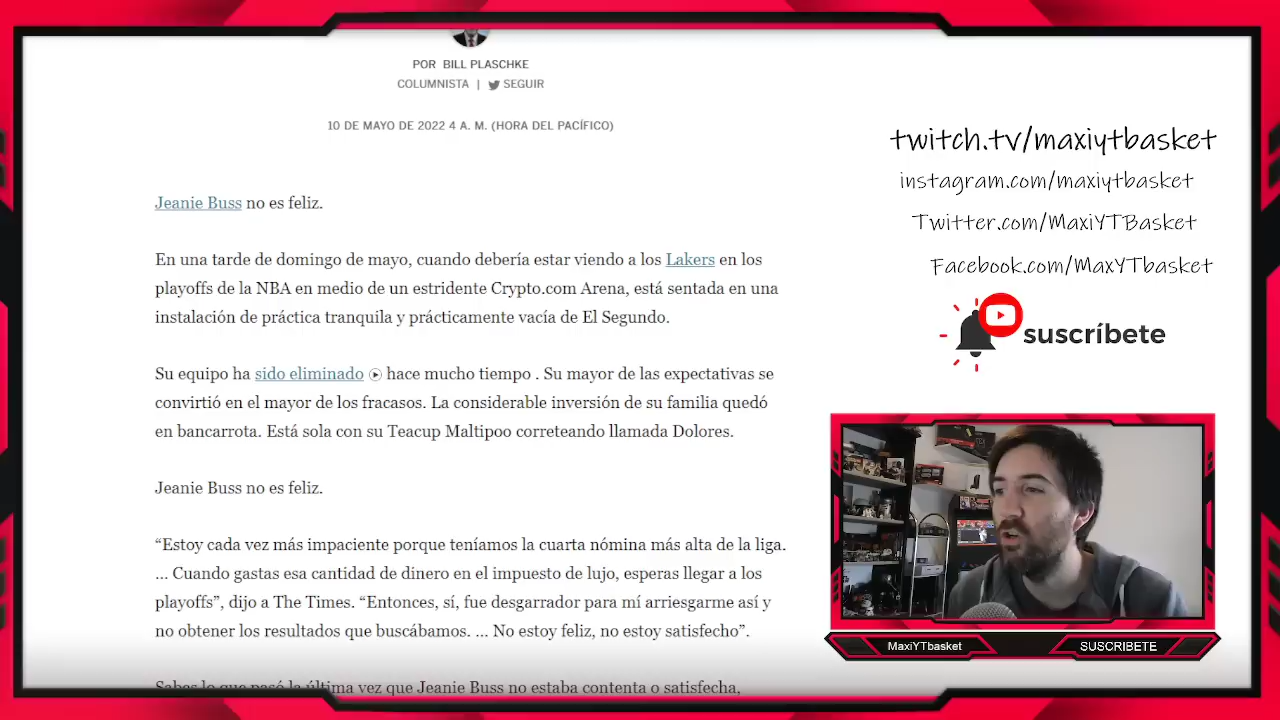 POR BILL PLASCHKE
COLUMNISTA | SEGUIR
10 DE MAYO DE 2022 4 A. M. (HORA DEL PACÍFICO)
Jeanie Buss no es feliz.
En una tarde de domingo de mayo, cuando debería estar viendo a los Lakers en los
playoffs de la NBA en medio de un estridente Crypto.com Arena, está sentada en una
instalación de práctica tranquila y prácticamente vacía de El Segundo.
Su equipo ha sido eliminado hace mucho tiempo . Su mayor de las expectativas se
convirtió en el mayor de los fracasos. La considerable inversión de su familia quedó
en bancarrota. Está sola con su Teacup Maltipoo correteando llamada Dolores.
Jeanie Buss no es feliz.
“Estoy cada vez más impaciente porque teníamos la cuarta nómina más alta de la liga.
... Cuando gastas esa cantidad de dinero en el impuesto de lujo, esperas llegar a los
playoffs”, dijo a The Times. “Entonces, sí, fue desgarrador para mí arriesgarme así y
no obtener los resultados que buscábamos. ... No estoy feliz, no estoy satisfecho”.
Sabes lo que pasó la última vez que Jeanie Buss no estaba contenta o satisfecha,
twitch.tv/maxiytbasket
instagram.com/maxiytbasket
Twitter.com/MaxiYTBasket
Facebook.com/MaxYTbasket
suscríbete
MaxiYTbasket
SUSCRIBETE